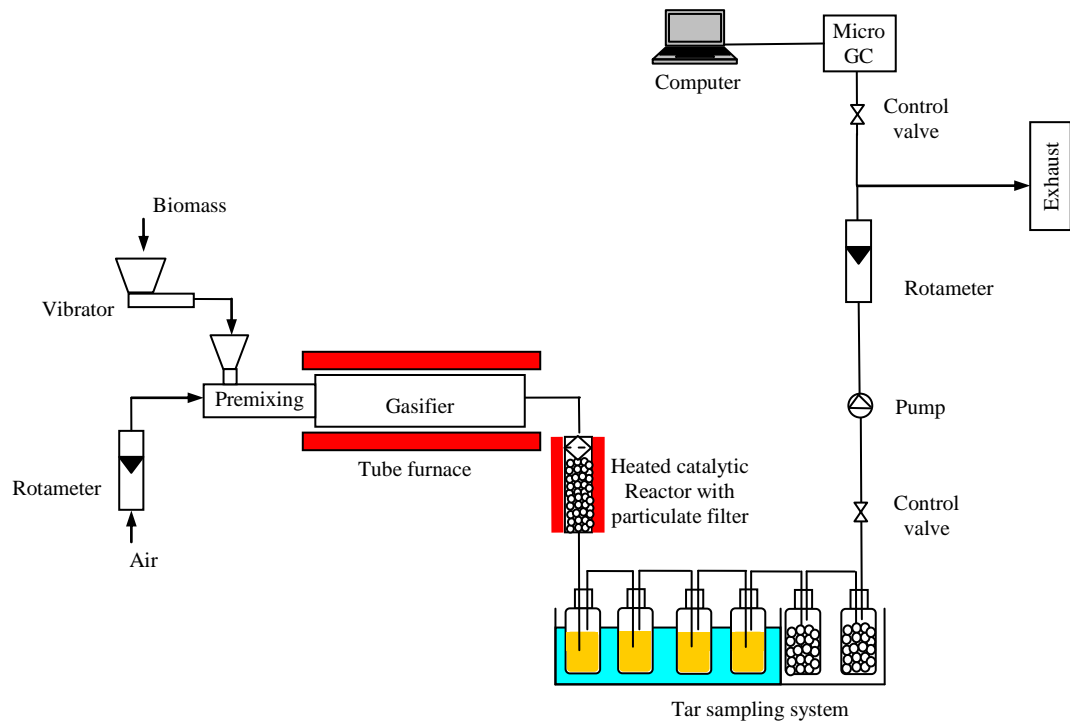 Micro
GC
Computer
Control
valve
Exhaust
Biomass
Rotameter
Vibrator
Premixing
Gasifier
Pump
Tube furnace
Heated catalytic
Reactor with
particulate filter
Rotameter
Control
valve
Air
Tar sampling system